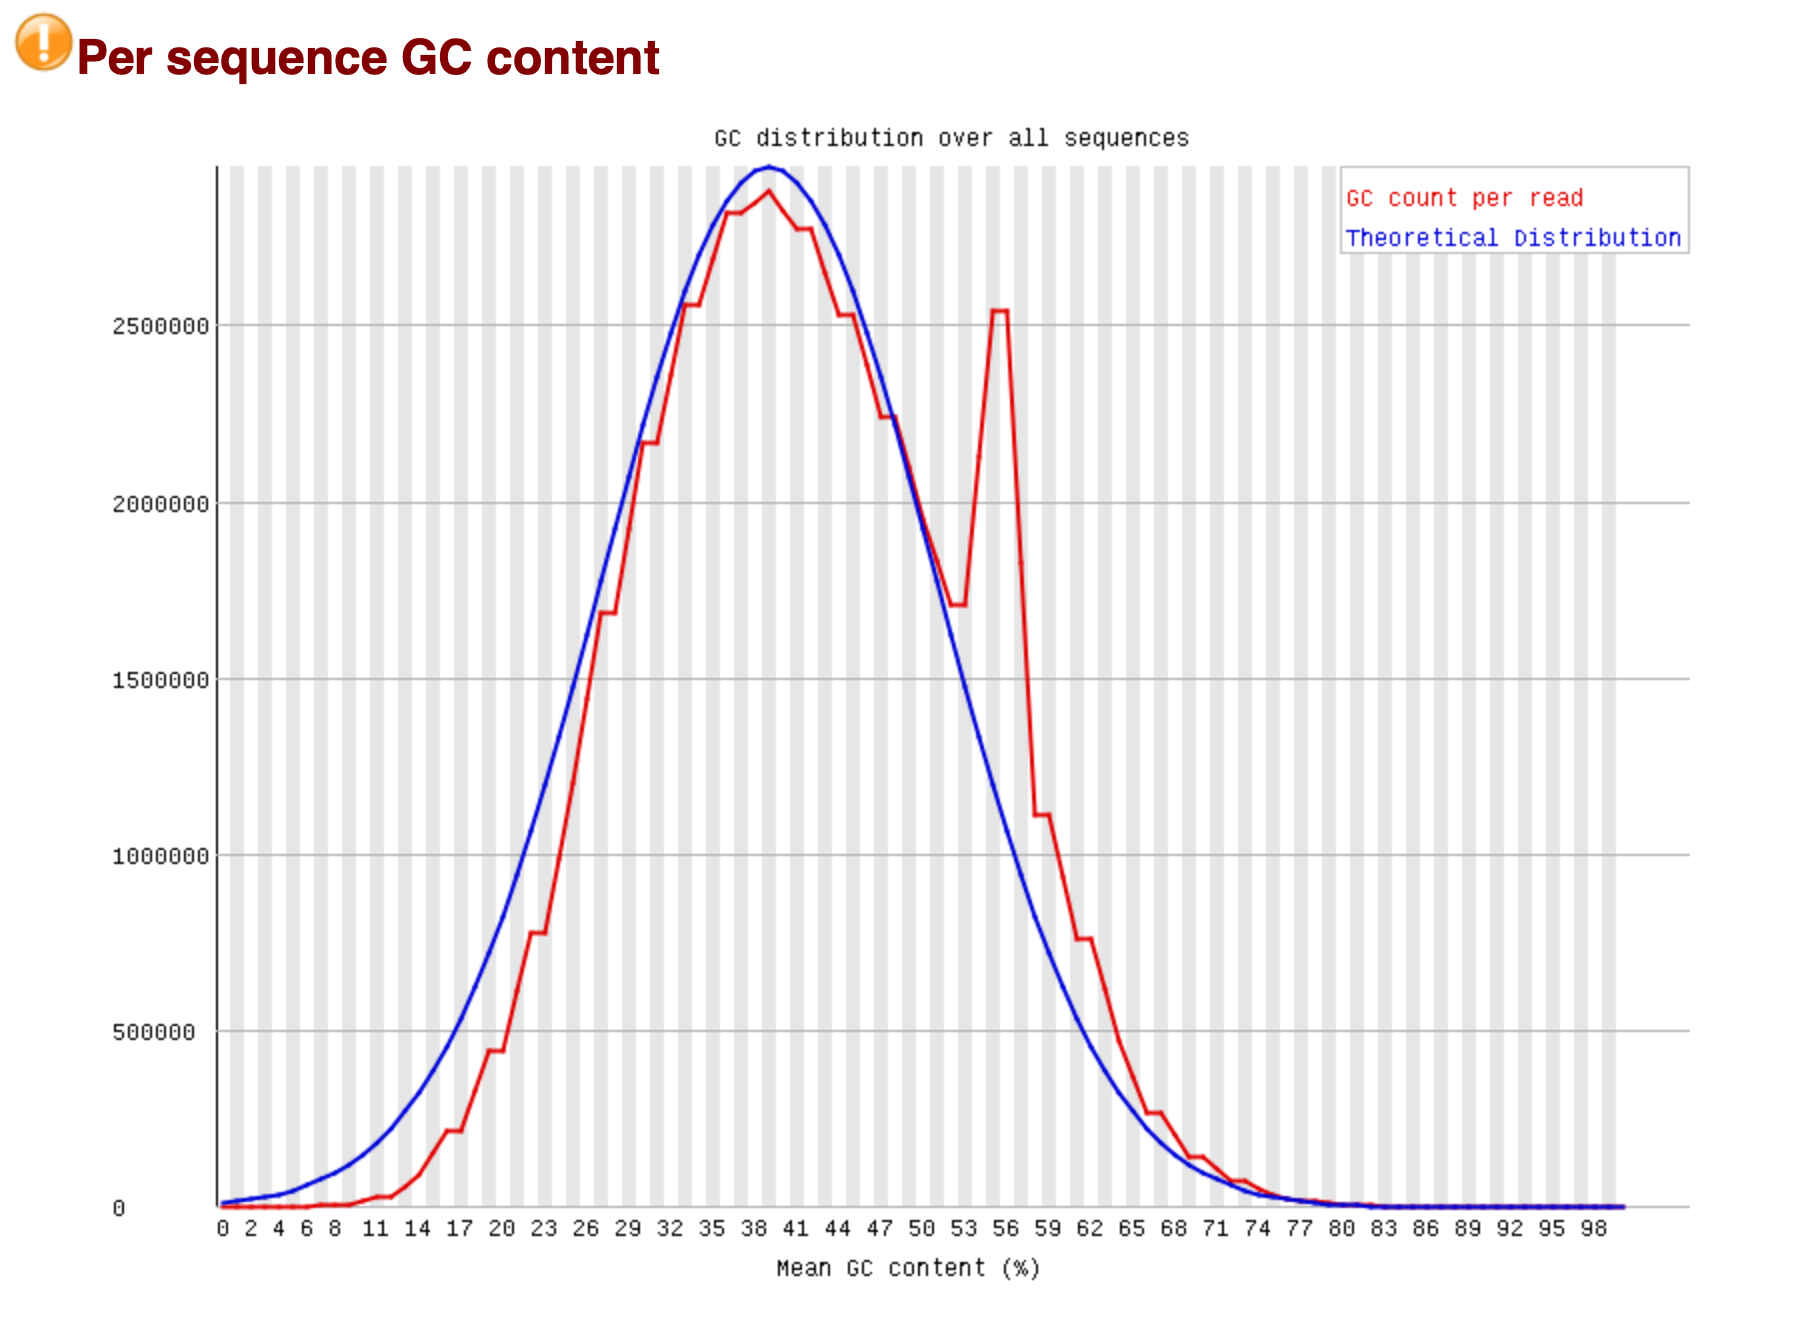 Per sequence GC content
GC distribution over all sequences
GC count per read
Theoretical Distribution
2500000
2000000
1500000
1000000
500000
0
0 2 4 6 8 11 14 17 20 23 26 29 32 35 38 41 44 47 50 53 56 59 62 65 68 71 74 77 80 83 86 89 92 95 98
Mean GC content (%)